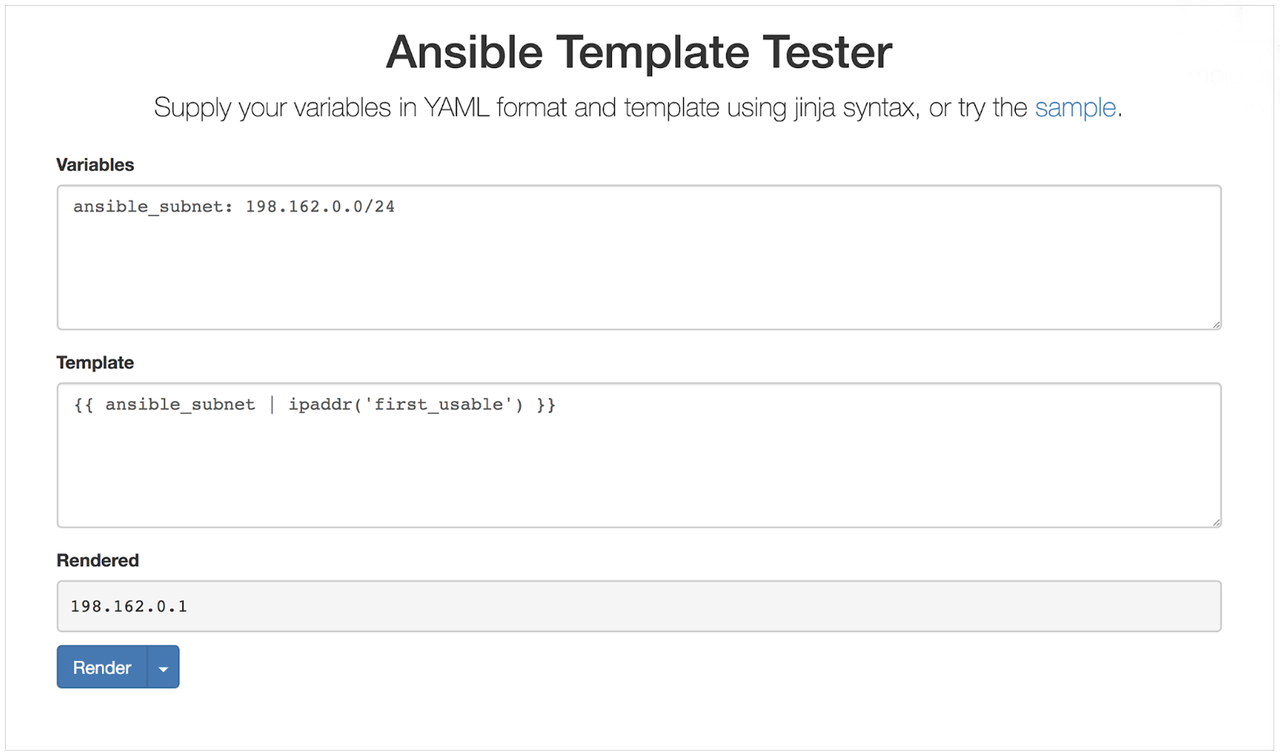 Ansible Template Tester
Supply your variables in YAML format and template using jinja syntax, or try the sample.
Variables
ansible_subnet: 198.162.0.0/24
Template
{{ ansible_subnet | ipaddr('first_usable') }}
Rendered
198.162.0.1
Render